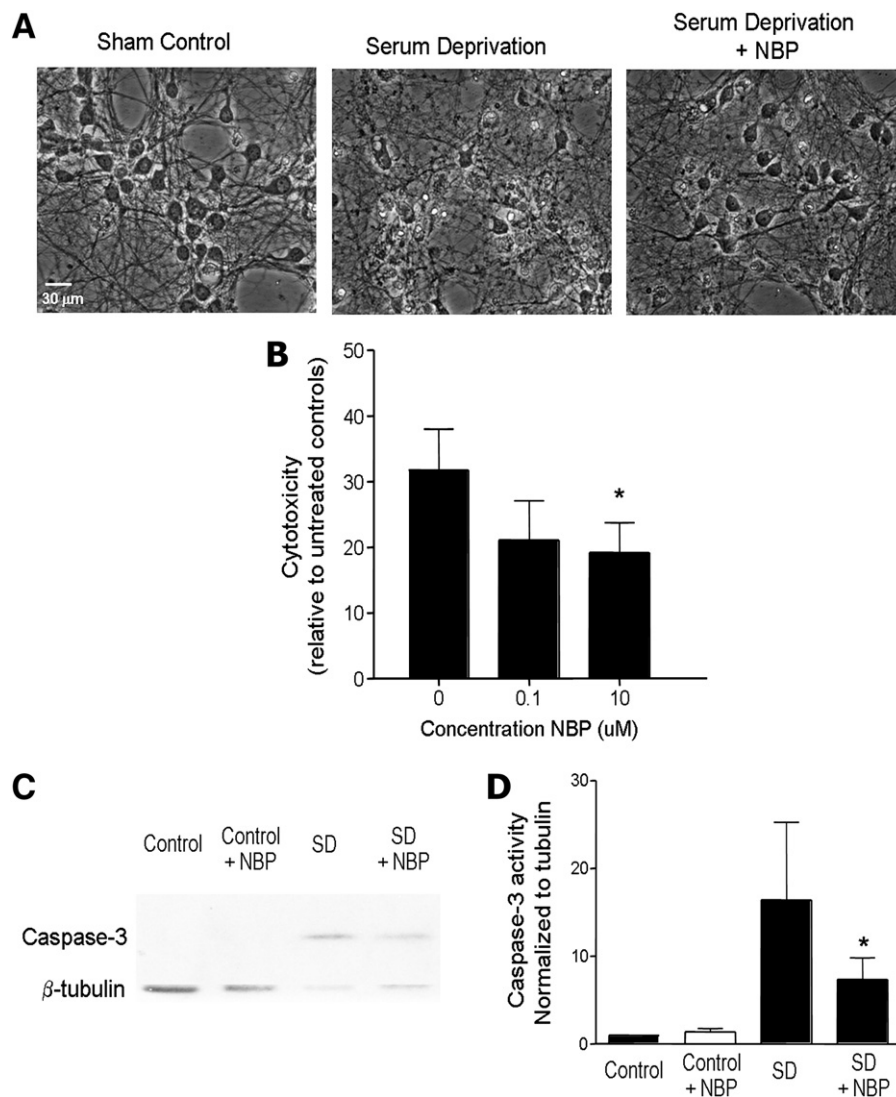 A
Sham Control
Serum Deprivation
Serum Deprivation
+ NBP
30 μm
B
50
40
30
20
10
0
Cytotoxicity
(relative to untreated controls)
*
0 0.1 10
Concentration NBP (uM)
C
Control
Control
+ NBP
SD
SD
+ NBP
Caspase-3
β-tubulin
D
30
20
10
0
Caspase-3 activity
Normalized to tubulin
*
Control
Control
+ NBP
SD
SD
+ NBP